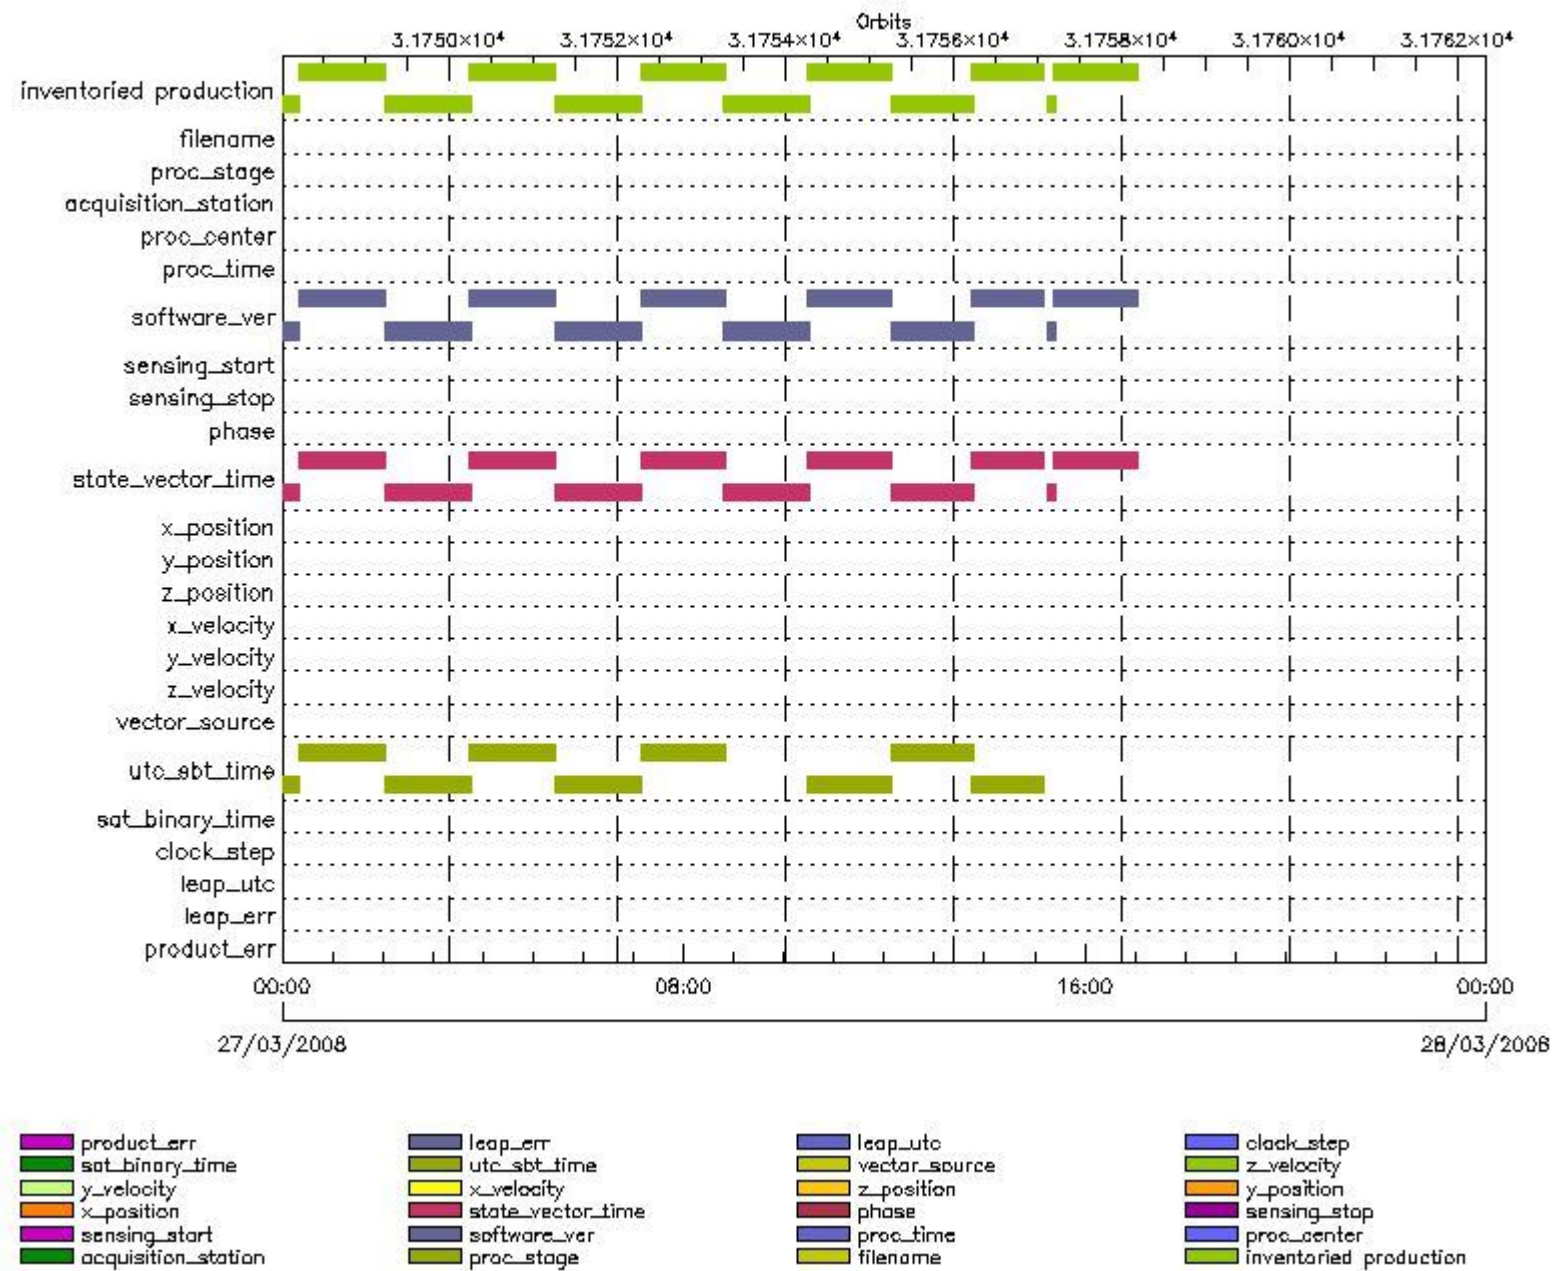 Orbits
3.1750×10⁴ 3.1752×10⁴ 3.1754×10⁴ 3.1756×10⁴ 3.1758×10⁴ 3.1760×10⁴ 3.1762×10⁴
inventoried production
filename
proc_stage
acquisition_station
proc_center
proc_time
software_ver
sensing_start
sensing_stop
phase
state_vector_time
x_position
y_position
z_position
x_velocity
y_velocity
z_velocity
vector_source
utc_sbt_time
sat_binary_time
clock_step
leap_utc
leap_err
product_err
00:00 08:00 16:00 00:00
27/03/2008 28/03/2008
product_err leap_err leap_utc clock_step
sat_binary_time utc_sbt_time vector_source z_velocity
y_velocity x_velocity z_position y_position
x_position state_vector_time phase sensing_stop
sensing_start software_ver proc_time proc_center
acquisition_station proc_stage filename inventoried production